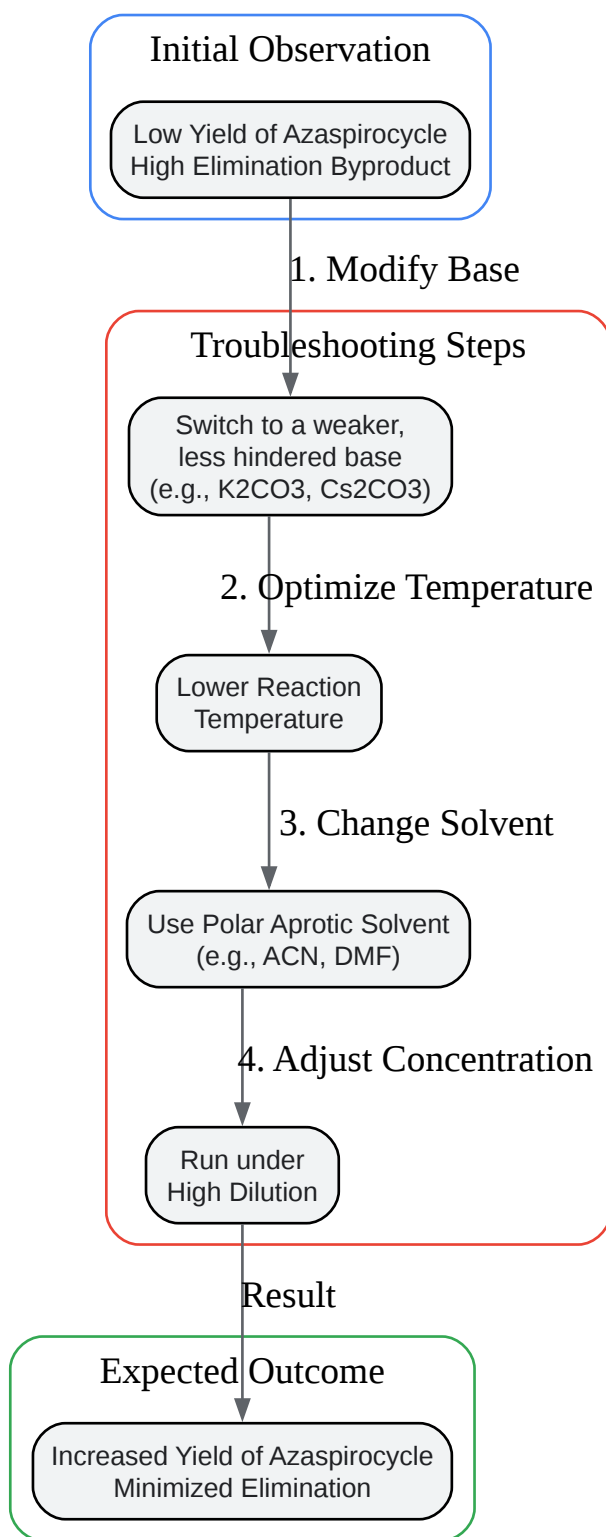 Initial Observation
Low Yield of Azaspirocycle
High Elimination Byproduct
1. Modify Base
Troubleshooting Steps
Switch to a weaker,
less hindered base
(e.g., K2CO3, Cs2CO3)
2. Optimize Temperature
Lower Reaction
Temperature
3. Change Solvent
Use Polar Aprotic Solvent
(e.g., ACN, DMF)
4. Adjust Concentration
Run under
High Dilution
Result
Expected Outcome
Increased Yield of Azaspirocycle
Minimized Elimination